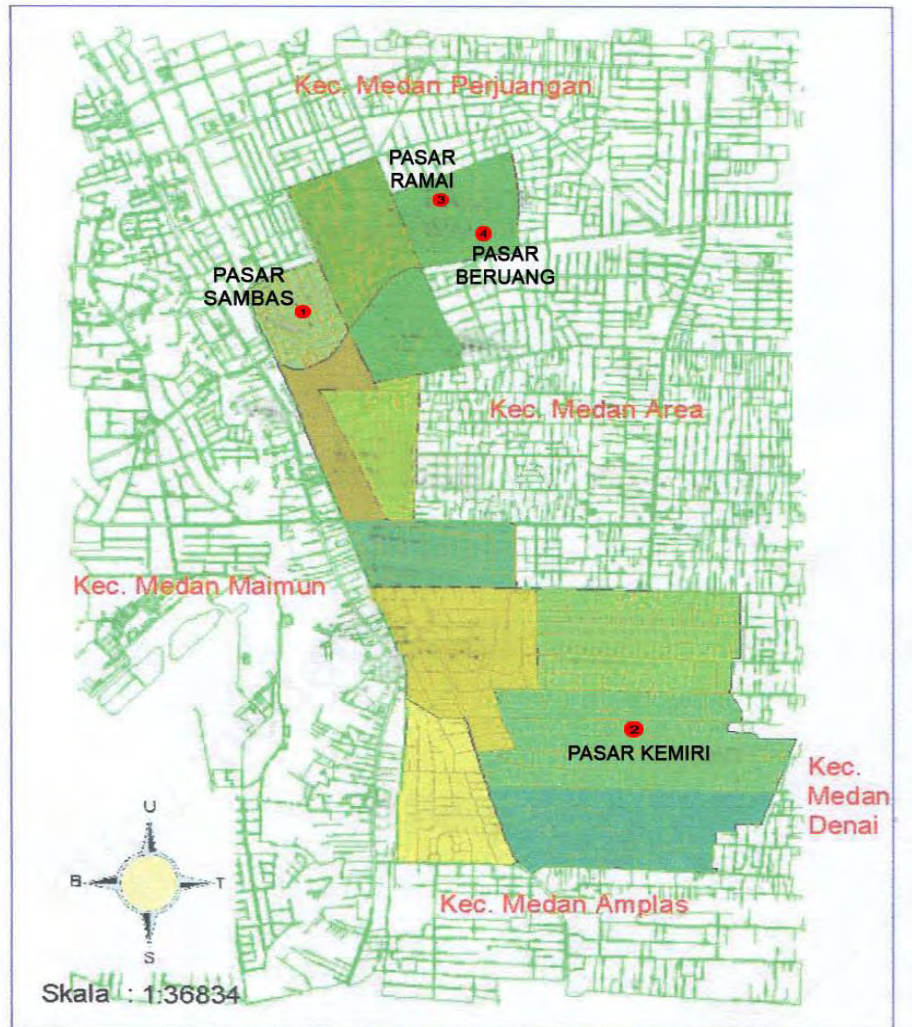 Kec. Medan Perjuangan
PASAR
RAMAI
3
4
PASAR
BERUANG
PASAR
SAMBAS
1
Kec. Medan Area
Kec. Medan Maimun
2
PASAR KEMIRI
Kec.
Medan
Denai
U
B
T
S
Kec. Medan Amplas
Skala : 1:36834